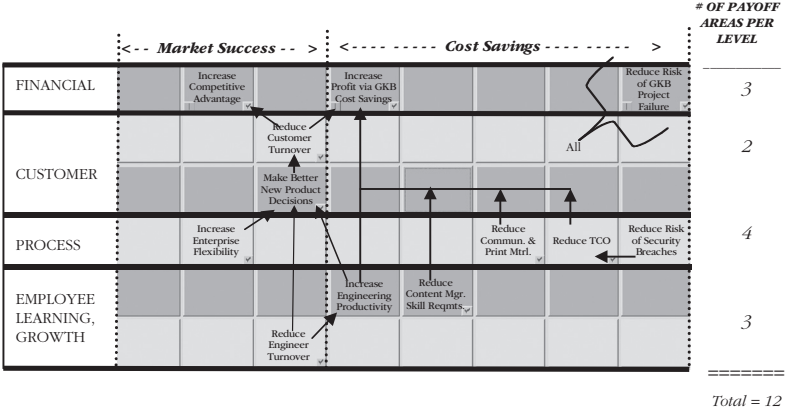 # OF PAYOFF
AREAS PER
LEVEL
<-- Market Success -- >
<- -- -- -- Cost Savings -- -- -- -- >
FINANCIAL
Increase
Competitive
Advantage
Increase
Profit via GKB
Cost Savings
Reduce Risk
of GKB
Project
Failure
3
CUSTOMER
Reduce
Customer
Turnover
All
2
Make Better
New Product
Decisions
PROCESS
Increase
Enterprise
Flexibility
Reduce
Commun. &
Print Mtrl.
Reduce TCO
Reduce Risk
of Security
Breaches
4
EMPLOYEE
LEARNING,
GROWTH
Increase
Engineering
Productivity
Reduce
Content Mgr.
Skill Reqmts.
Reduce
Engineer
Turnover
3
=======
Total = 12